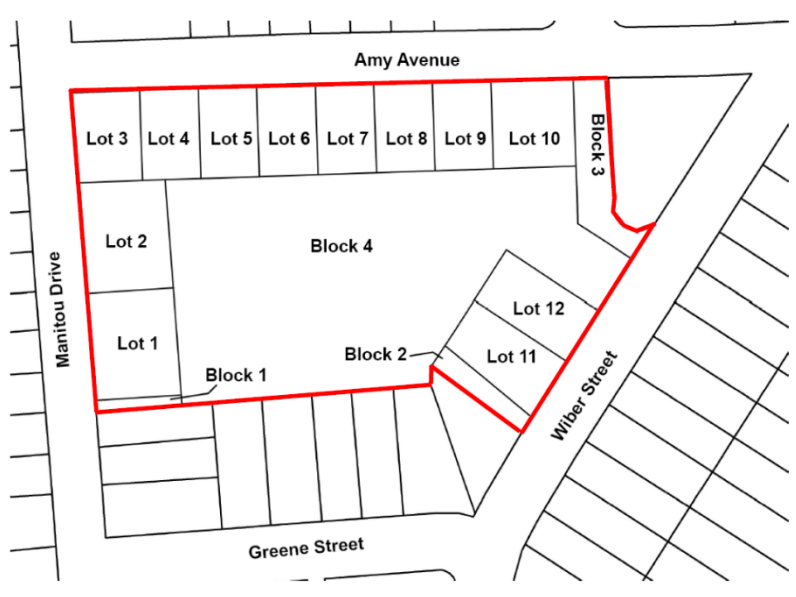 Amy Avenue
Lot 3
Lot 4
Lot 5
Lot 6
Lot 7
Lot 8
Lot 9
Lot 10
Block 3
Lot 2
Block 4
Manitou Drive
Lot 12
Lot 1
Block 2
Lot 11
Block 1
Wiber Street
Greene Street